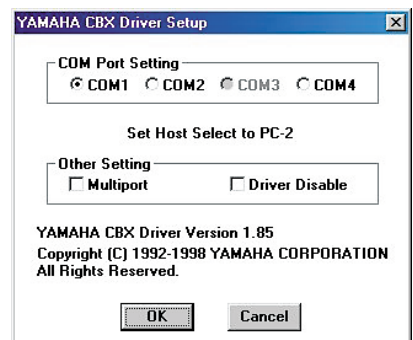 YAMAHA CBX Driver Setup
COM Port Setting
COM1 COM2 COM3 COM4
Set Host Select to PC-2
Other Setting
Multiport Driver Disable
YAMAHA CBX Driver Version 1.85
Copyright (C) 1992-1998 YAMAHA CORPORATION
All Rights Reserved.
OK Cancel